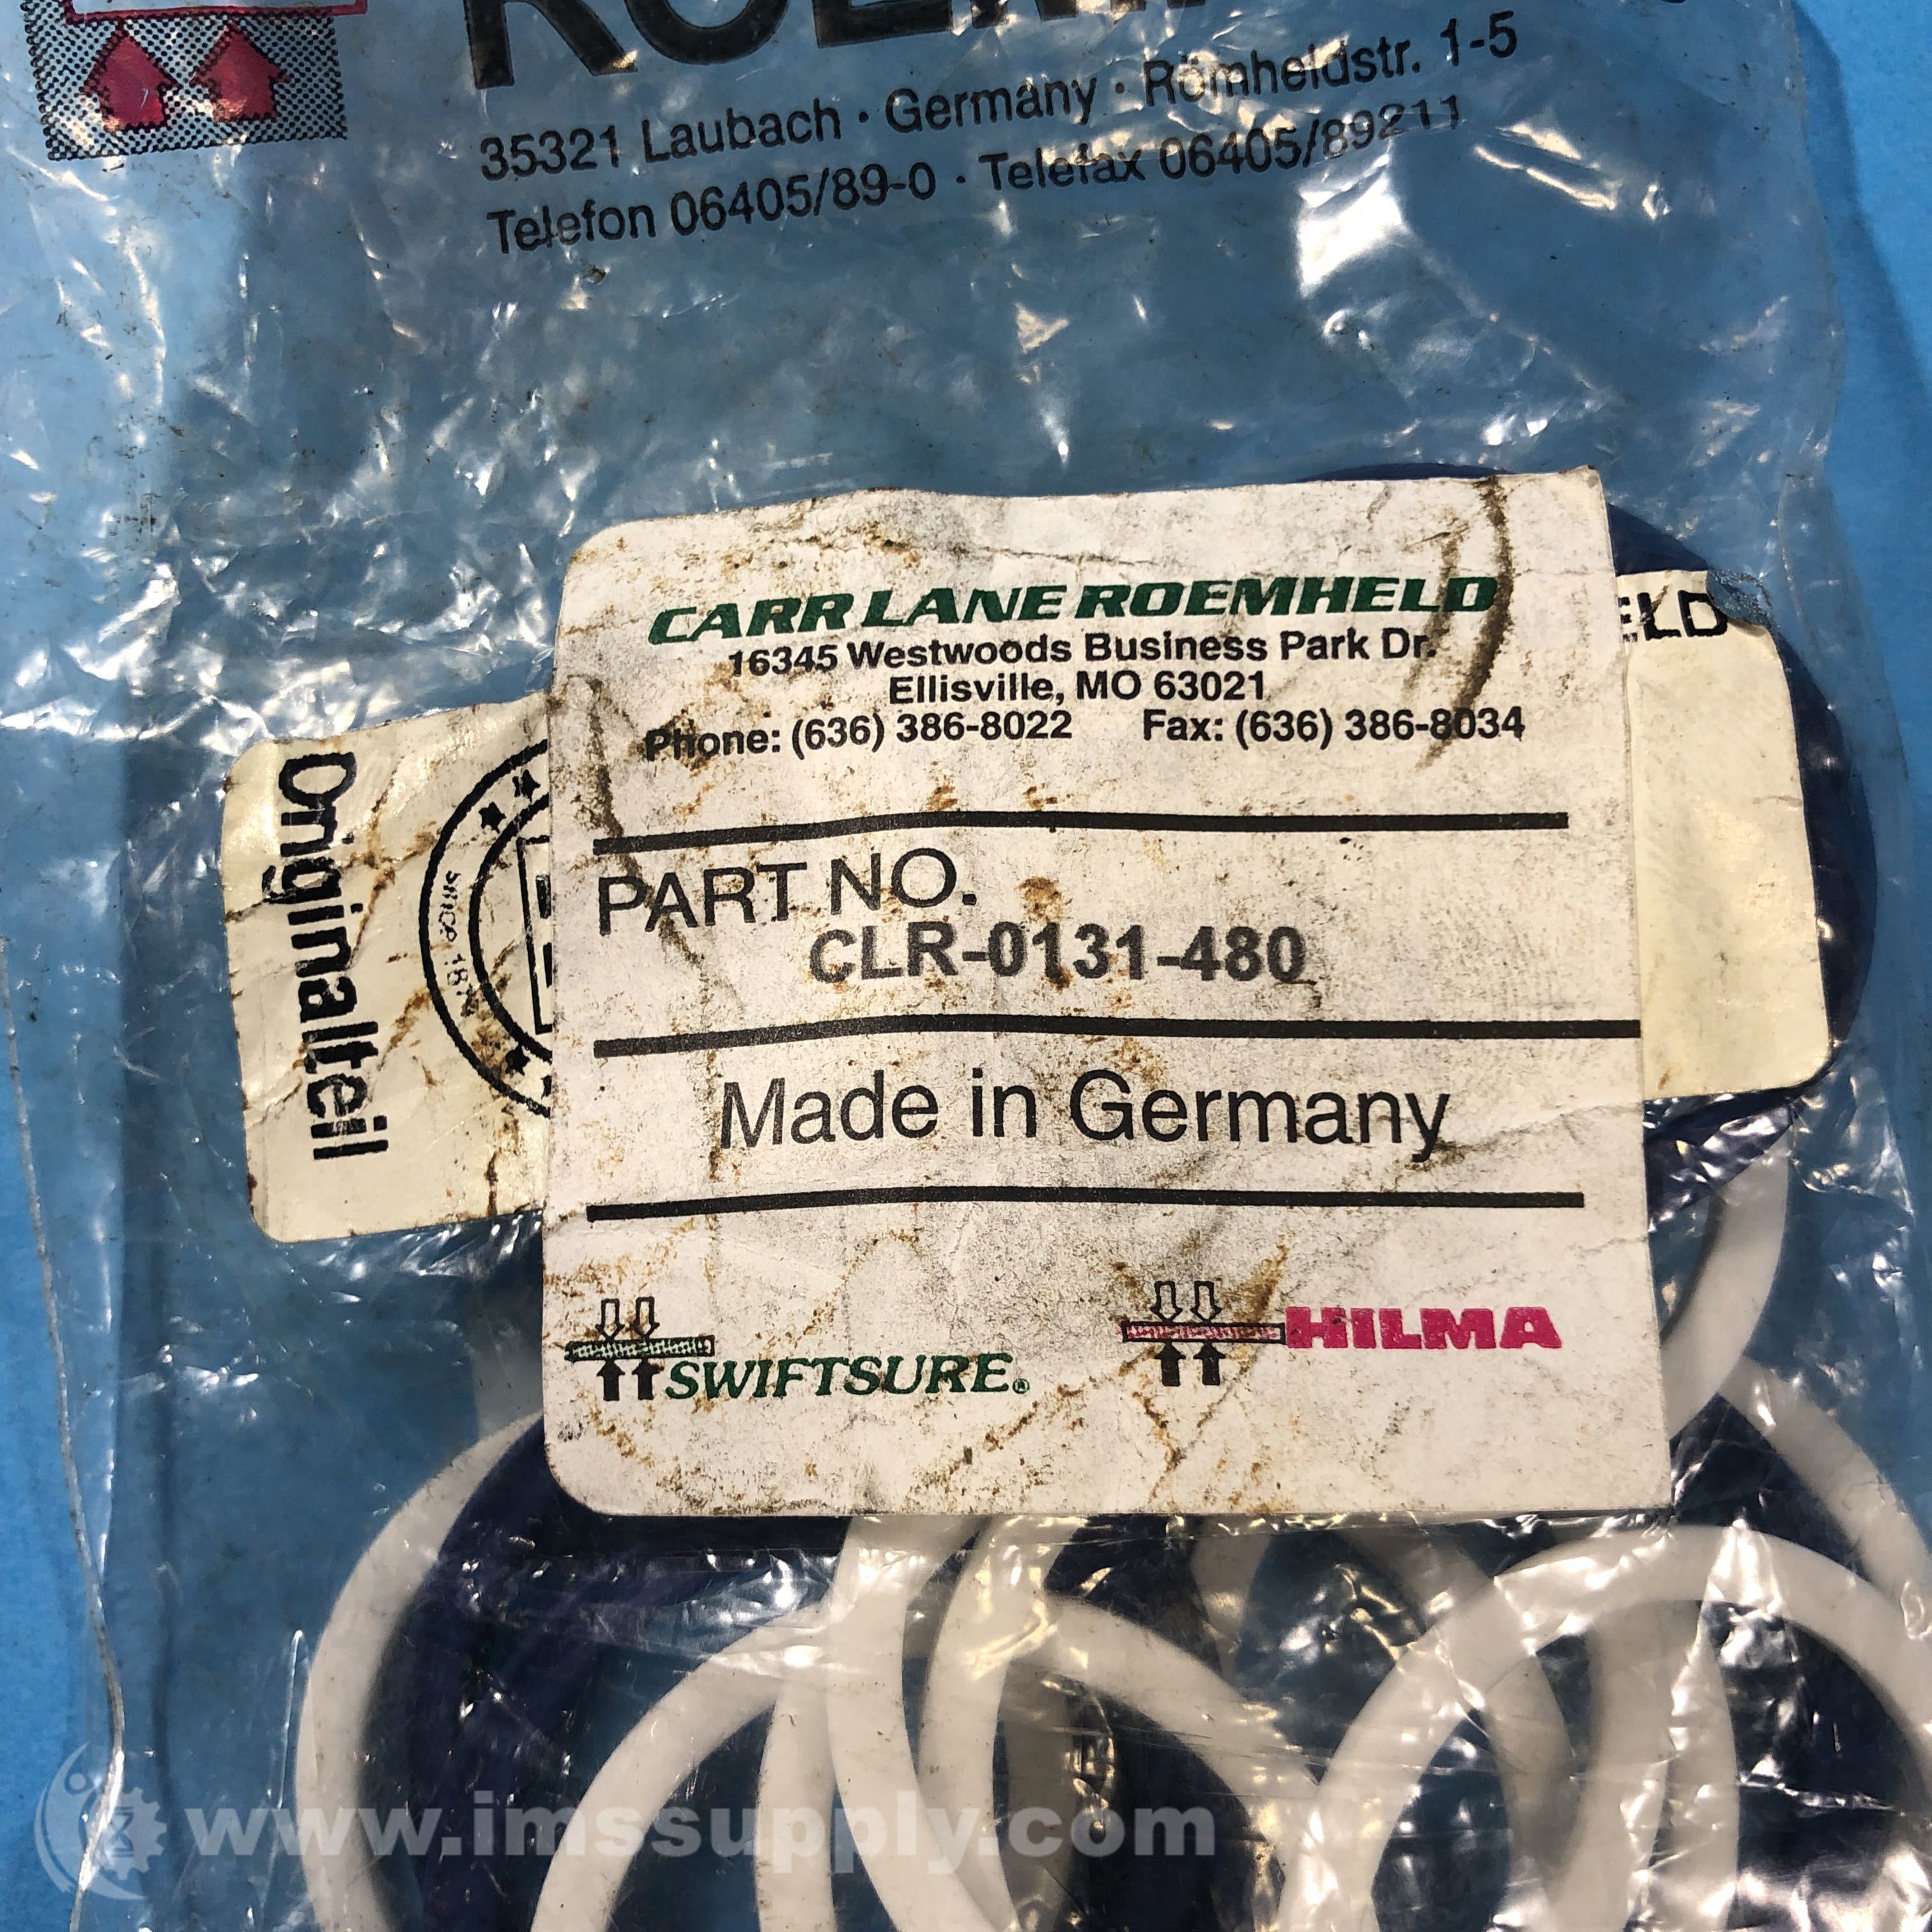 35321 Laubach · Germany · Römheldstr. 1-5
Telefon 06405/89-0 · Telefax 06405/89211
CARR LANE ROEMHELD
16345 Westwoods Business Park Dr.
Ellisville, MO 63021
Phone: (636) 386-8022 Fax: (636) 386-8034
ELD
Originalteil
since
PART NO.
CLR-0131-480
Made in Germany
SWIFTSURE®
HILMA
www.imssupply.com